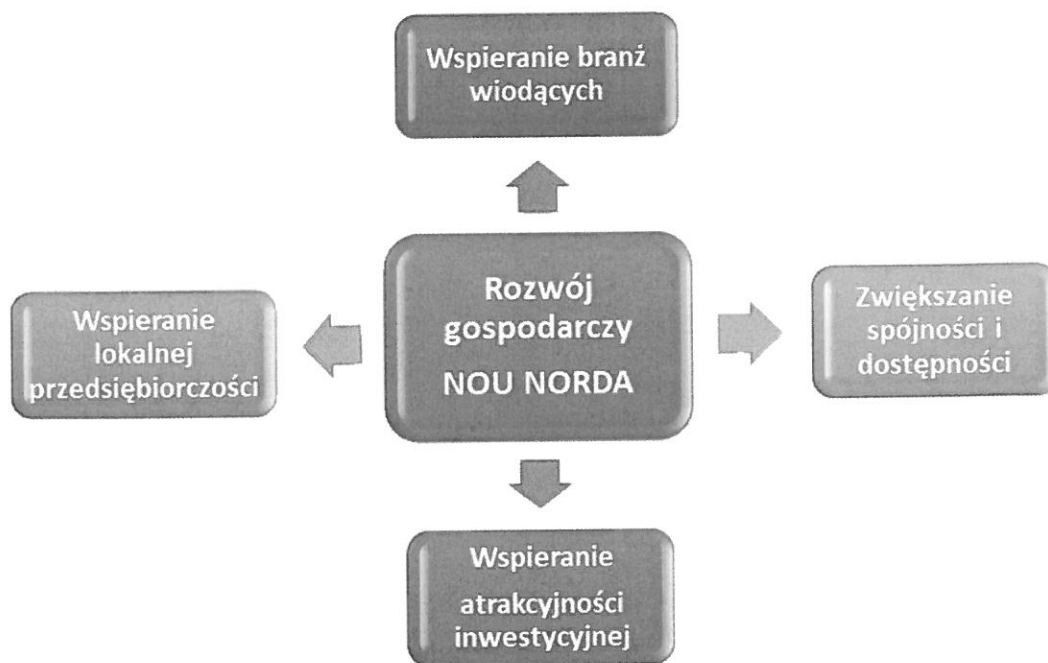 Wspieranie branż
wiodących
Rozwój
gospodarczy
NOU NORDA
Wspieranie
lokalnej
przedsiębiorczości
Zwiększanie
spójności i
dostępności
Wspieranie
atrakcyjności
inwestycyjnej